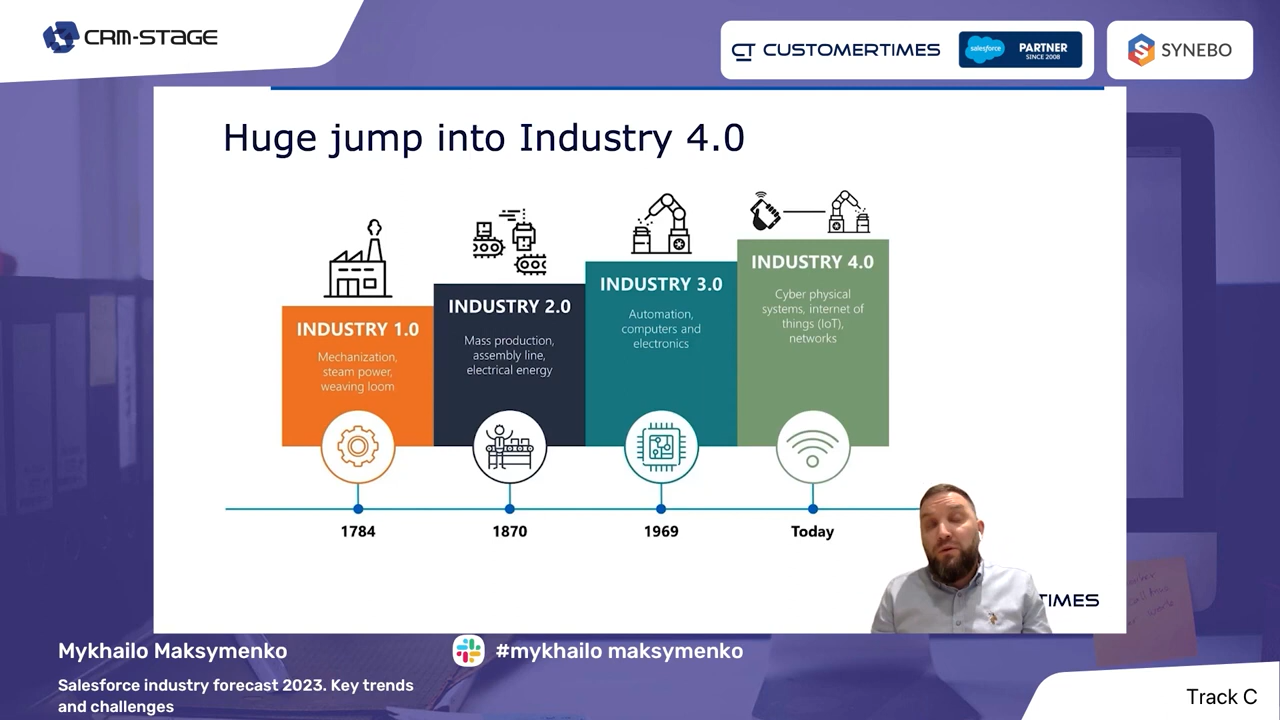 CRM-STAGE
CT CUSTOMERTIMES
salesforce
PARTNER
SINCE 2008
SYNEBO
Huge jump into Industry 4.0
INDUSTRY 1.0
Mechanization,
steam power,
weaving loom
INDUSTRY 2.0
Mass production,
assembly line,
electrical energy
INDUSTRY 3.0
Automation,
computers and
electronics
INDUSTRY 4.0
Cyber physical
systems, internet of
things (IoT),
networks
1784
1870
1969
Today
TIMES
Mykhailo Maksymenko
#mykhailo maksymenko
Salesforce industry forecast 2023. Key trends
and challenges
Track C